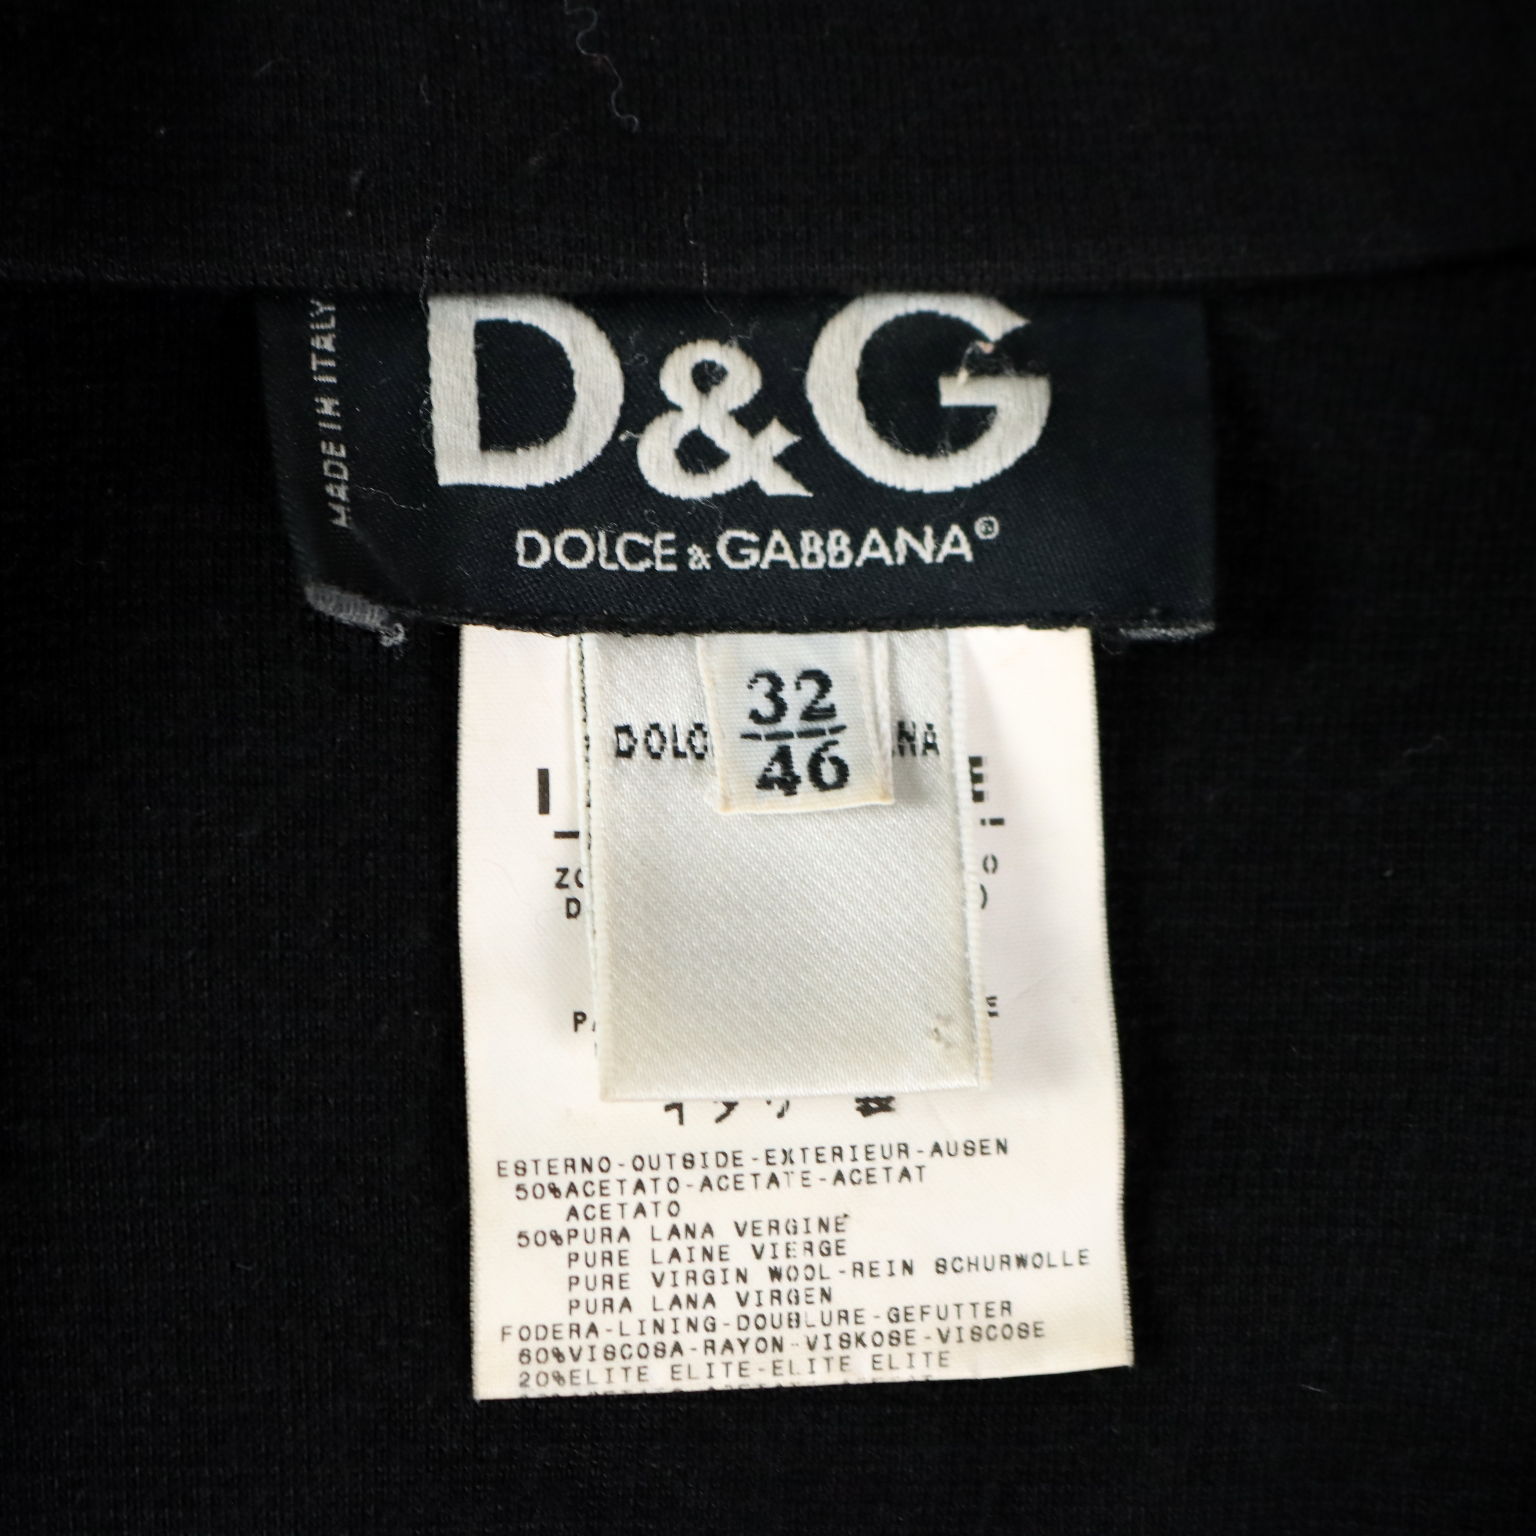 MADE IN ITALY
D&G
DOLCE & GABBANA®
32
46
ESTERNO-OUTSIDE-EXTERIEUR-AUSEN
50%ACETATO-ACETATE-ACETAT
ACETATO
50%PURA LANA VERGINE
PURE LAINE VIERGE
PURE VIRGIN WOOL-REIN SCHURWOLLE
PURA LANA VIRGEN
FODERA-LINING-DOUBLURE-GEFUTTER
60%VISCOSA-RAYON-VISKOSE-VISCOSE
20%ELITE ELITE-ELITE ELITE